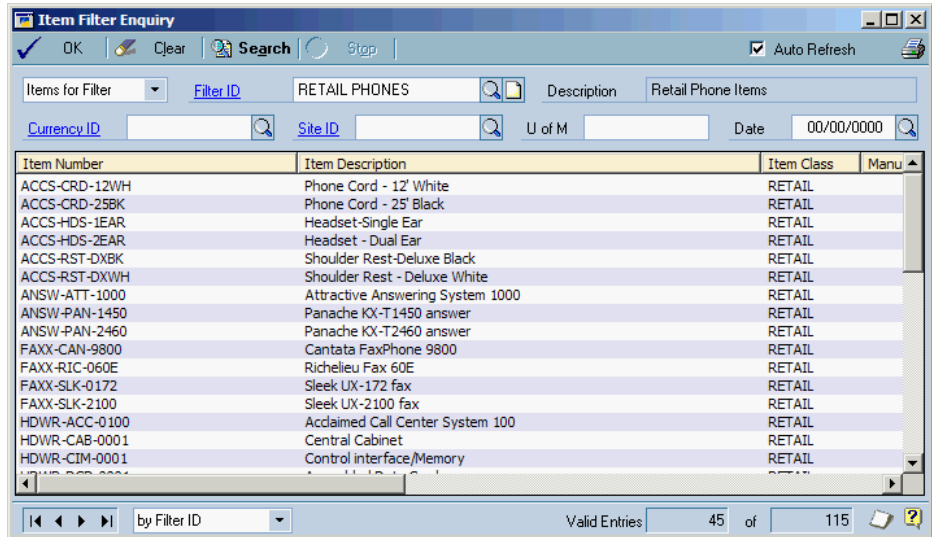 Item Filter Enquiry
OK Clear Search Stop Auto Refresh
Items for Filter Filter ID RETAIL PHONES Description Retail Phone Items
Currency ID Site ID U of M Date 00/00/0000
Item Number Item Description Item Class Manu
ACCS-CRD-12WH Phone Cord - 12' White RETAIL
ACCS-CRD-25BK Phone Cord - 25' Black RETAIL
ACCS-HDS-1EAR Headset-Single Ear RETAIL
ACCS-HDS-2EAR Headset - Dual Ear RETAIL
ACCS-RST-DXBK Shoulder Rest-Deluxe Black RETAIL
ACCS-RST-DXWH Shoulder Rest - Deluxe White RETAIL
ANSW-ATT-1000 Attractive Answering System 1000 RETAIL
ANSW-PAN-1450 Panache KX-T1450 answer RETAIL
ANSW-PAN-2460 Panache KX-T2460 answer RETAIL
FAXX-CAN-9800 Cantata FaxPhone 9800 RETAIL
FAXX-RIC-060E Richelieu Fax 60E RETAIL
FAXX-SLK-0172 Sleek UX-172 fax RETAIL
FAXX-SLK-2100 Sleek UX-2100 fax RETAIL
HDWR-ACC-0100 Acclaimed Call Center System 100 RETAIL
HDWR-CAB-0001 Central Cabinet RETAIL
HDWR-CIM-0001 Control interface/Memory RETAIL
by Filter ID Valid Entries 45 of 115